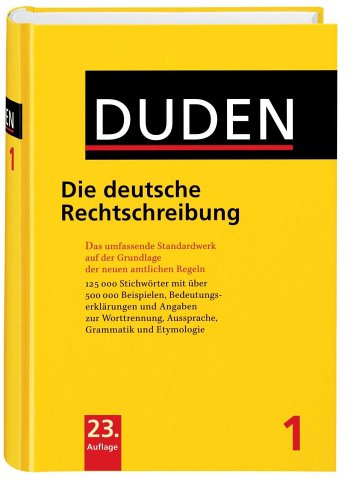 DUDEN
Die deutsche
Rechtschreibung
Das umfassende Standardwerk
auf der Grundlage
der neuen amtlichen Regeln
125 000 Stichwörter mit über
500 000 Beispielen, Bedeutungs-
erklärungen und Angaben
zur Worttrennung, Aussprache,
Grammatik und Etymologie
23.
Auflage
1
DEN
1